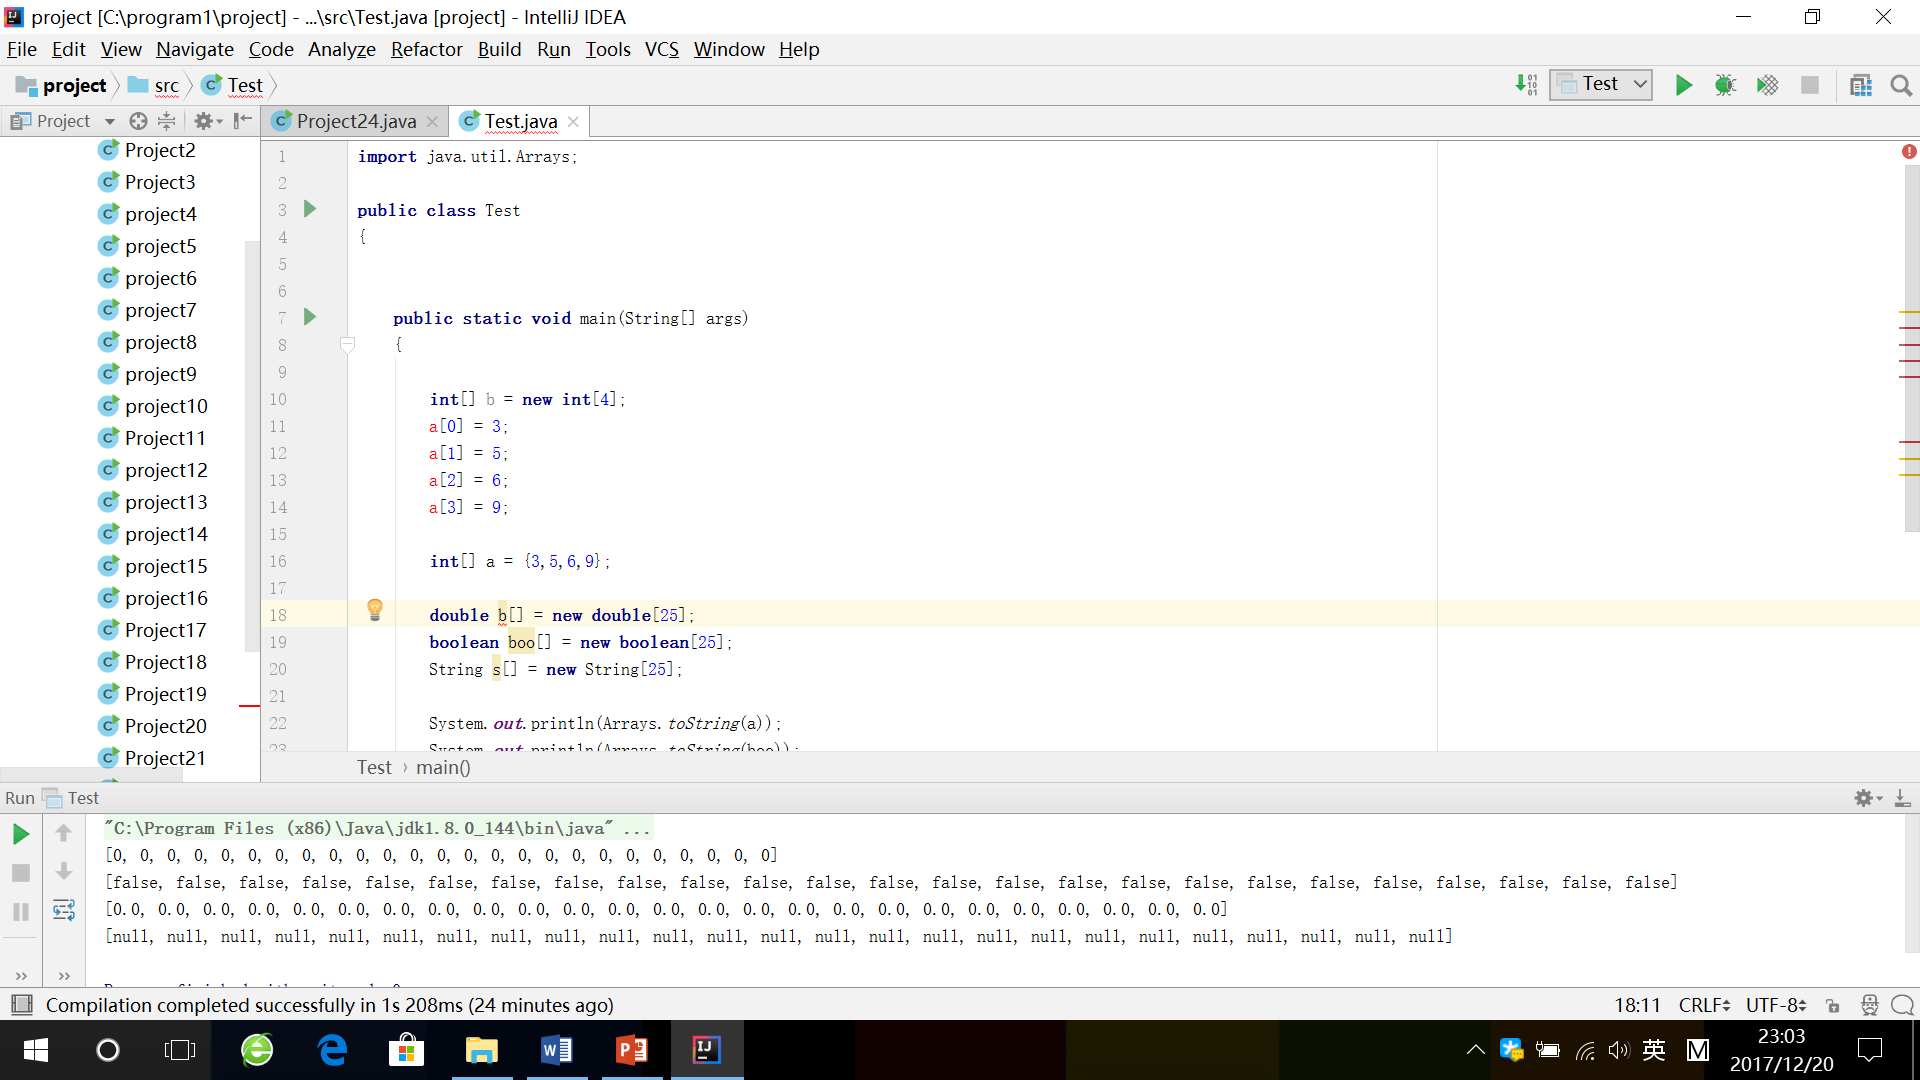 project [C:\program1\project] - ...\src\Test.java [project] - IntelliJ IDEA
File Edit View Navigate Code Analyze Refactor Build Run Tools VCS Window Help
project src Test
Test
Project
Project24.java
Test.java
Project2
Project3
project4
project5
project6
project7
project8
project9
project10
Project11
project12
project13
project14
project15
project16
Project17
Project18
Project19
Project20
Project21
1 import java.util.Arrays;
2
3 public class Test
4 {
5
6
7 public static void main(String[] args)
8 {
9
10 int[] b = new int[4];
11 a[0] = 3;
12 a[1] = 5;
13 a[2] = 6;
14 a[3] = 9;
15
16 int[] a = {3,5,6,9};
17
18 double b[] = new double[25];
19 boolean boo[] = new boolean[25];
20 String s[] = new String[25];
21
22 System.out.println(Arrays.toString(a));
23 System.out.println(Arrays.toString(boo));
Test › main()
Run Test
"C:\Program Files (x86)\Java\jdk1.8.0_144\bin\java" ...
[0, 0, 0, 0, 0, 0, 0, 0, 0, 0, 0, 0, 0, 0, 0, 0, 0, 0, 0, 0, 0, 0, 0, 0, 0]
[false, false, false, false, false, false, false, false, false, false, false, false, false, false, false, false, false, false, false, false, false, false, false, false, false]
[0.0, 0.0, 0.0, 0.0, 0.0, 0.0, 0.0, 0.0, 0.0, 0.0, 0.0, 0.0, 0.0, 0.0, 0.0, 0.0, 0.0, 0.0, 0.0, 0.0, 0.0, 0.0, 0.0, 0.0, 0.0]
[null, null, null, null, null, null, null, null, null, null, null, null, null, null, null, null, null, null, null, null, null, null, null, null, null]
Compilation completed successfully in 1s 208ms (24 minutes ago)
18:11 CRLF UTF-8
英 M
23:03
2017/12/20